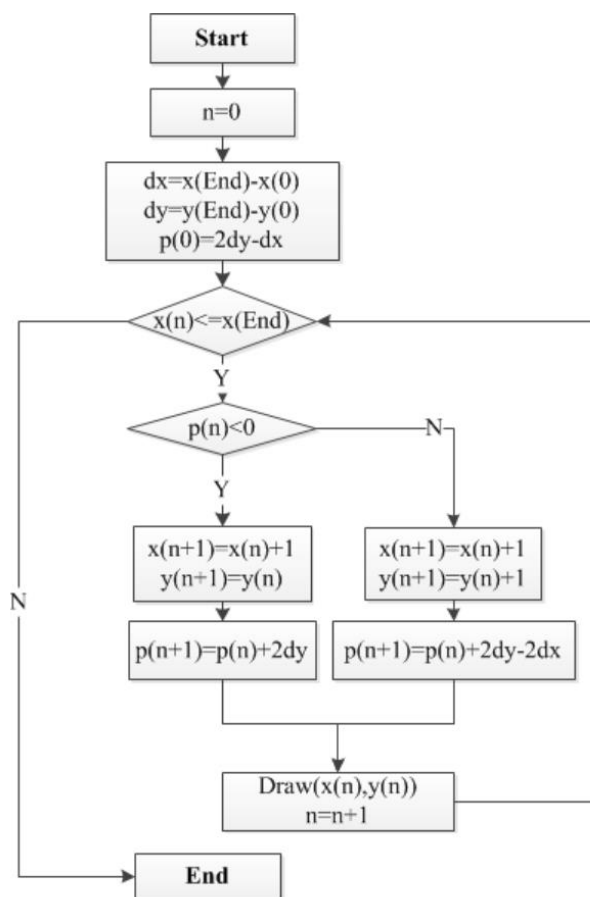 Start
n=0
dx=x(End)-x(0)
dy=y(End)-y(0)
p(0)=2dy-dx
x(n)<=x(End)
Y
p(n)<0
N
Y
x(n+1)=x(n)+1
y(n+1)=y(n)
x(n+1)=x(n)+1
y(n+1)=y(n)+1
N
p(n+1)=p(n)+2dy
p(n+1)=p(n)+2dy-2dx
Draw(x(n),y(n))
n=n+1
End